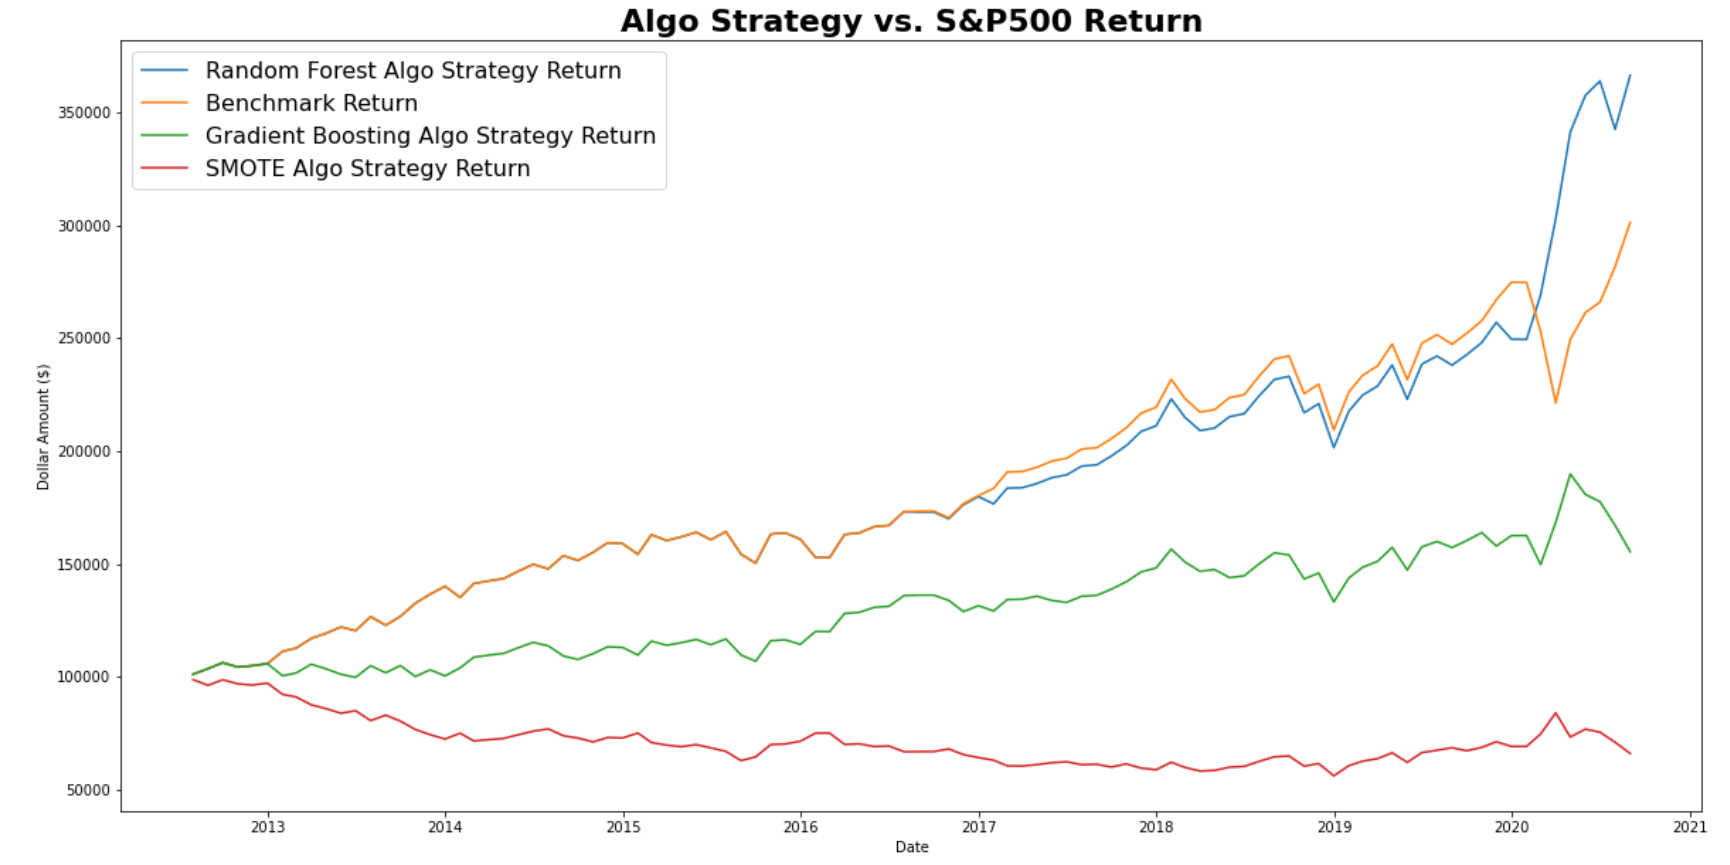 Algo Strategy vs. S&P500 Return
Random Forest Algo Strategy Return
Benchmark Return
Gradient Boosting Algo Strategy Return
SMOTE Algo Strategy Return
350000
300000
250000
200000
150000
100000
50000
Dollar Amount ($)
2013 2014 2015 2016 2017 2018 2019 2020 2021
Date